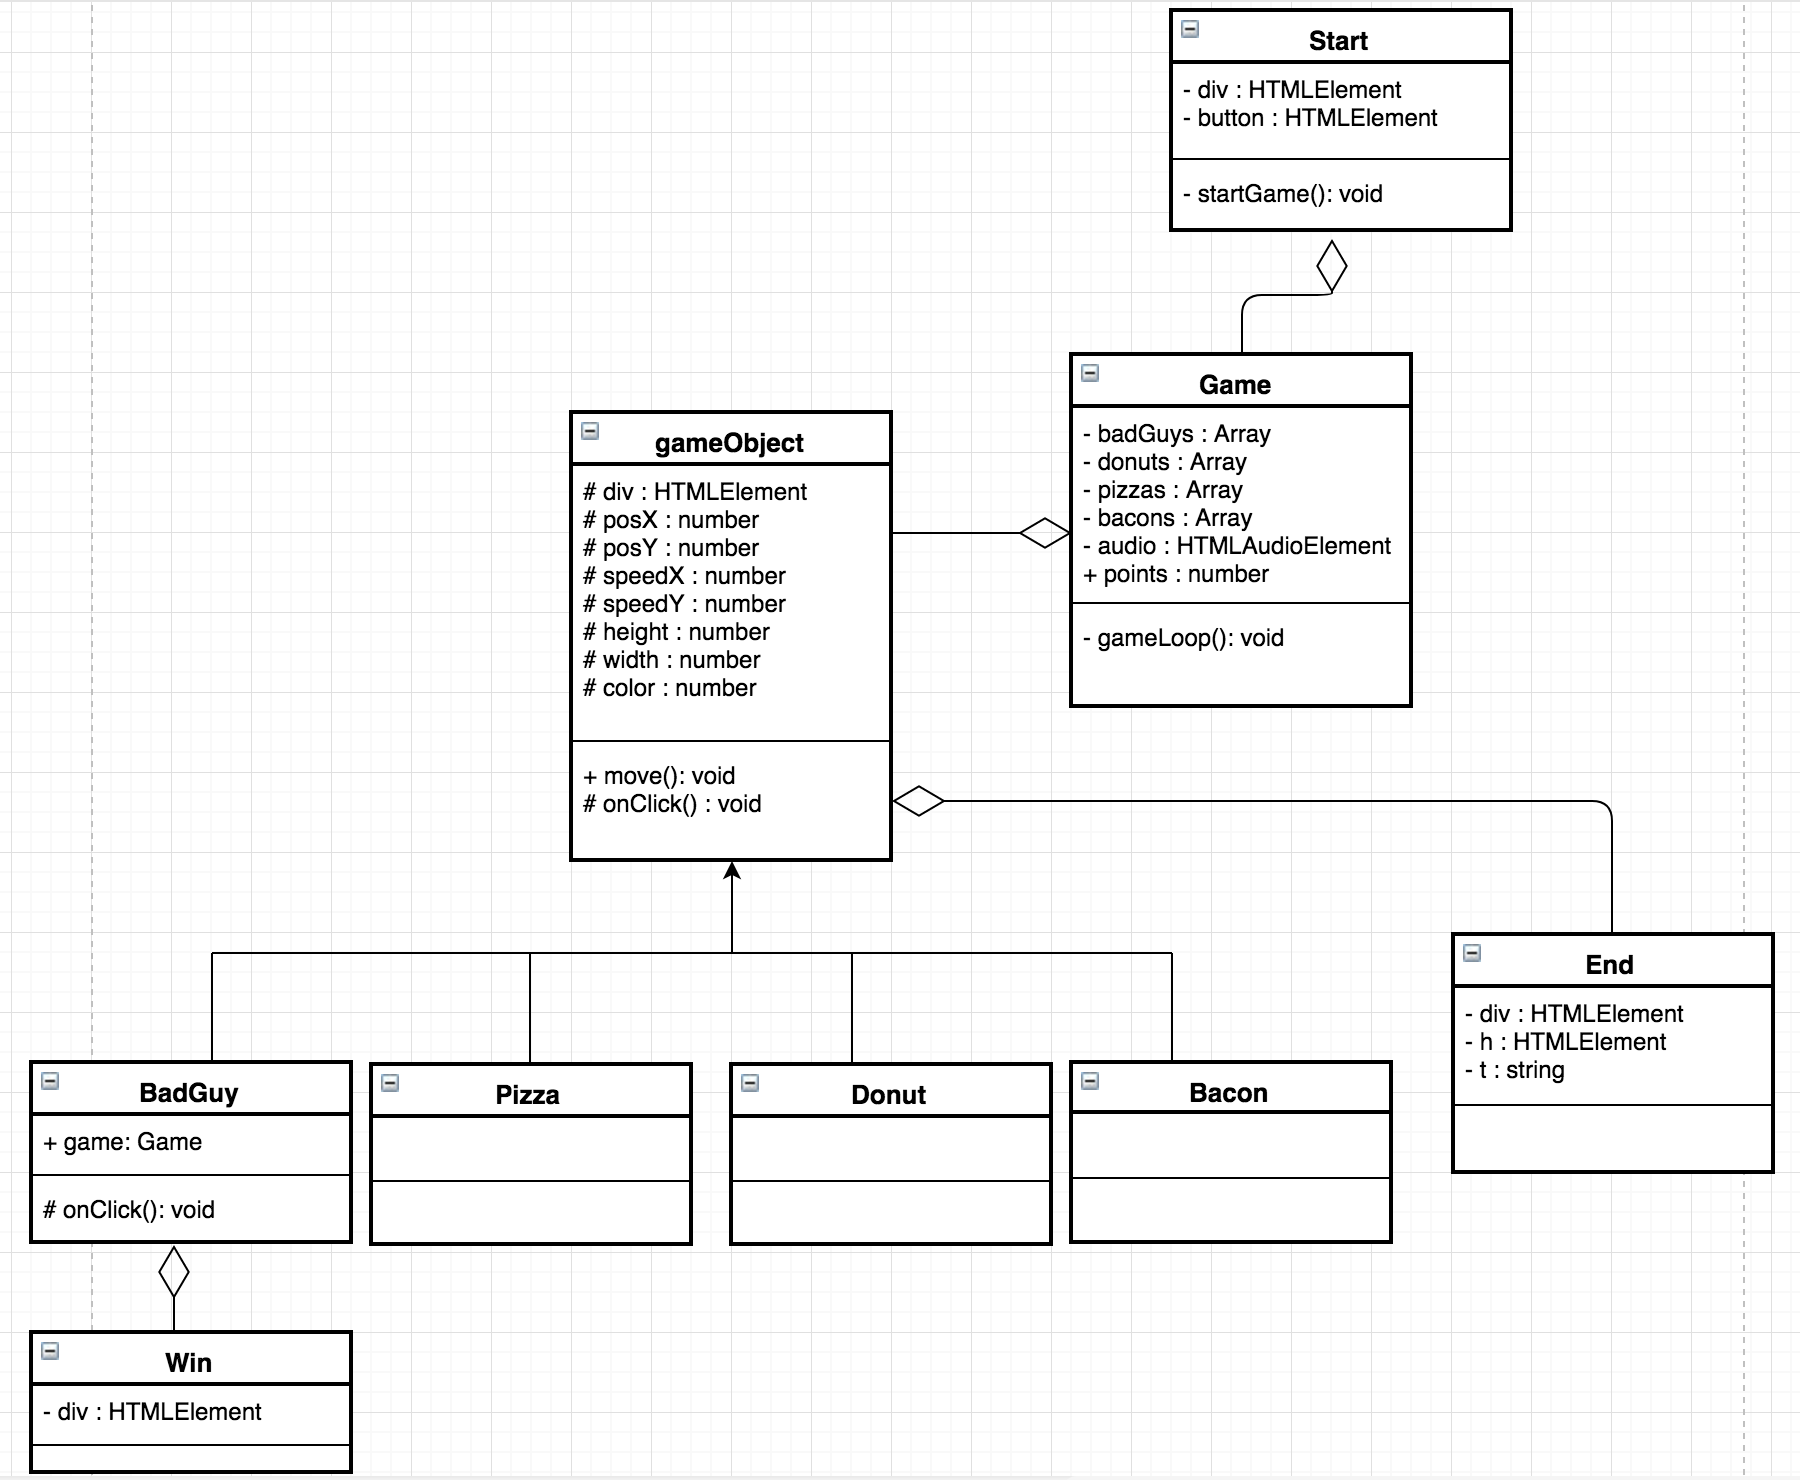 Start
- div : HTMLElement
- button : HTMLElement
- startGame(): void
Game
- badGuys : Array
- donuts : Array
- pizzas : Array
- bacons : Array
- audio : HTMLAudioElement
+ points : number
- gameLoop(): void
gameObject
# div : HTMLElement
# posX : number
# posY : number
# speedX : number
# speedY : number
# height : number
# width : number
# color : number
+ move(): void
# onClick() : void
End
- div : HTMLElement
- h : HTMLElement
- t : string
BadGuy
+ game: Game
# onClick(): void
Pizza
Donut
Bacon
Win
- div : HTMLElement